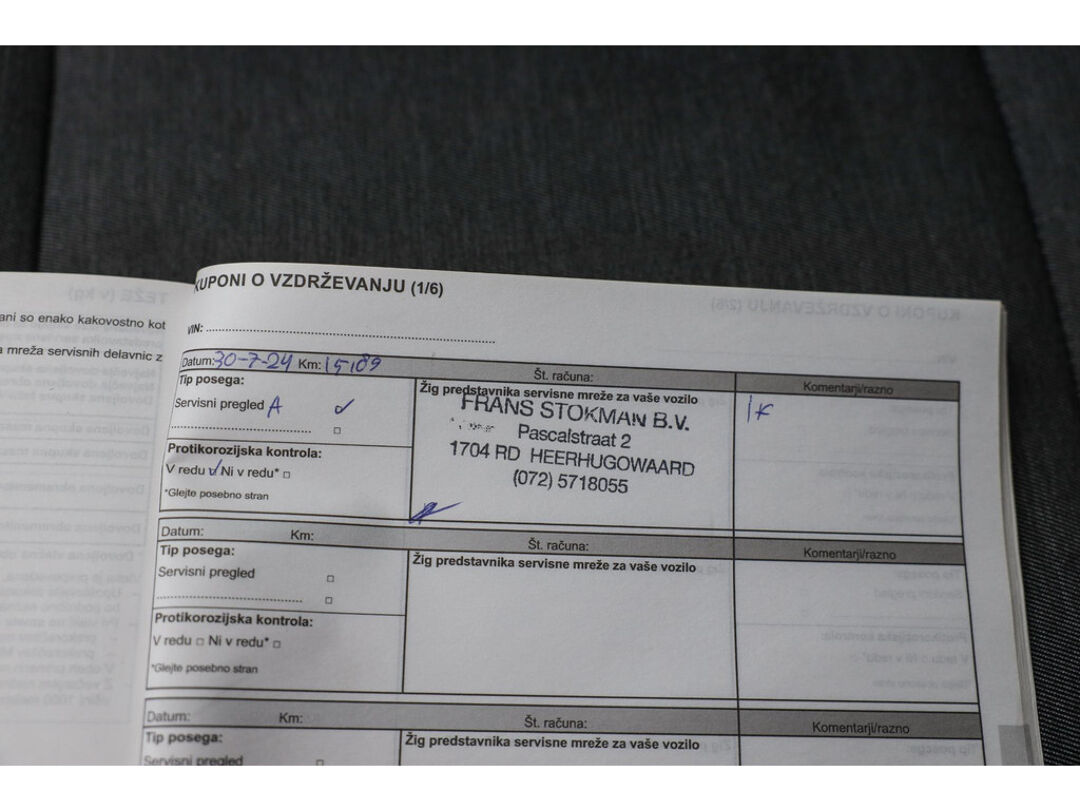 KUPONI O VZDRŽEVANJU (1/6)
TEŽE (v kg)
ani so enako kakovostno kot
a mreža servisnih delavnic z
VIN:
Datum: 30-7-24 Km: 15,89
Št. računa:
Komentarji/razno
Tip posega:
Servisni pregled A
Protikorozijska kontrola:
V redu Ni v redu*
*Glejte posebno stran
Žig predstavnika servisne mreže za vaše vozilo
FRANS STOKMAN B.V.
Pascalstraat 2
1704 RD HEERHUGOWAARD
(072) 5718055
Datum: Km:
Št. računa:
Komentarji/razno
Tip posega:
Servisni pregled
Protikorozijska kontrola:
V redu Ni v redu*
*Glejte posebno stran
Žig predstavnika servisne mreže za vaše vozilo
Datum: Km:
Št. računa:
Komentarji/razno
Tip posega:
Servisni pregled
Žig predstavnika servisne mreže za vaše vozilo